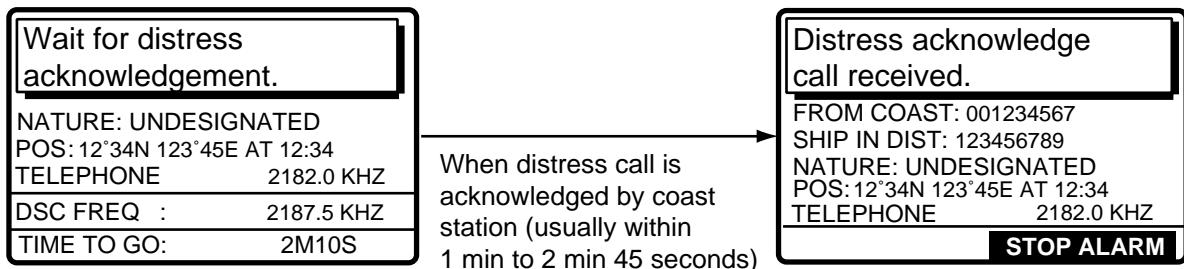 Wait for distress
acknowledgement.
NATURE: UNDESIGNATED
POS: 12˚34N 123˚45E AT 12:34
TELEPHONE 2182.0 KHZ
DSC FREQ : 2187.5 KHZ
TIME TO GO: 2M10S
When distress call is
acknowledged by coast
station (usually within
1 min to 2 min 45 seconds)
Distress acknowledge
call received.
FROM COAST: 001234567
SHIP IN DIST: 123456789
NATURE: UNDESIGNATED
POS: 12˚34N 123˚45E AT 12:34
TELEPHONE 2182.0 KHZ
STOP ALARM